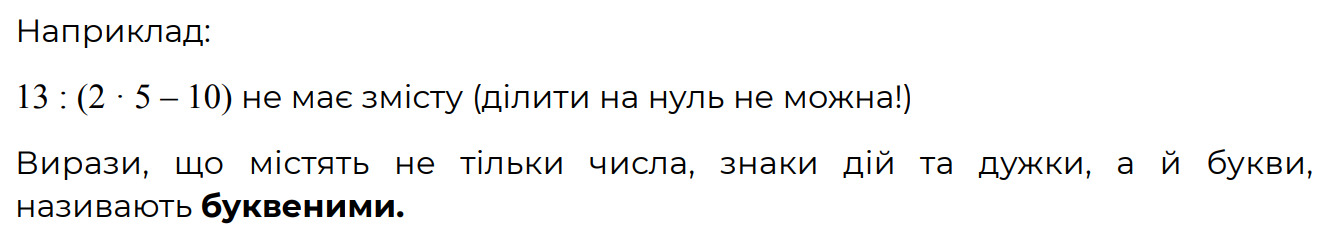 Наприклад:
13 : (2 · 5 – 10) не має змісту (ділити на нуль не можна!)
Вирази, що містять не тільки числа, знаки дій та дужки, а й букви,
називають буквеними.